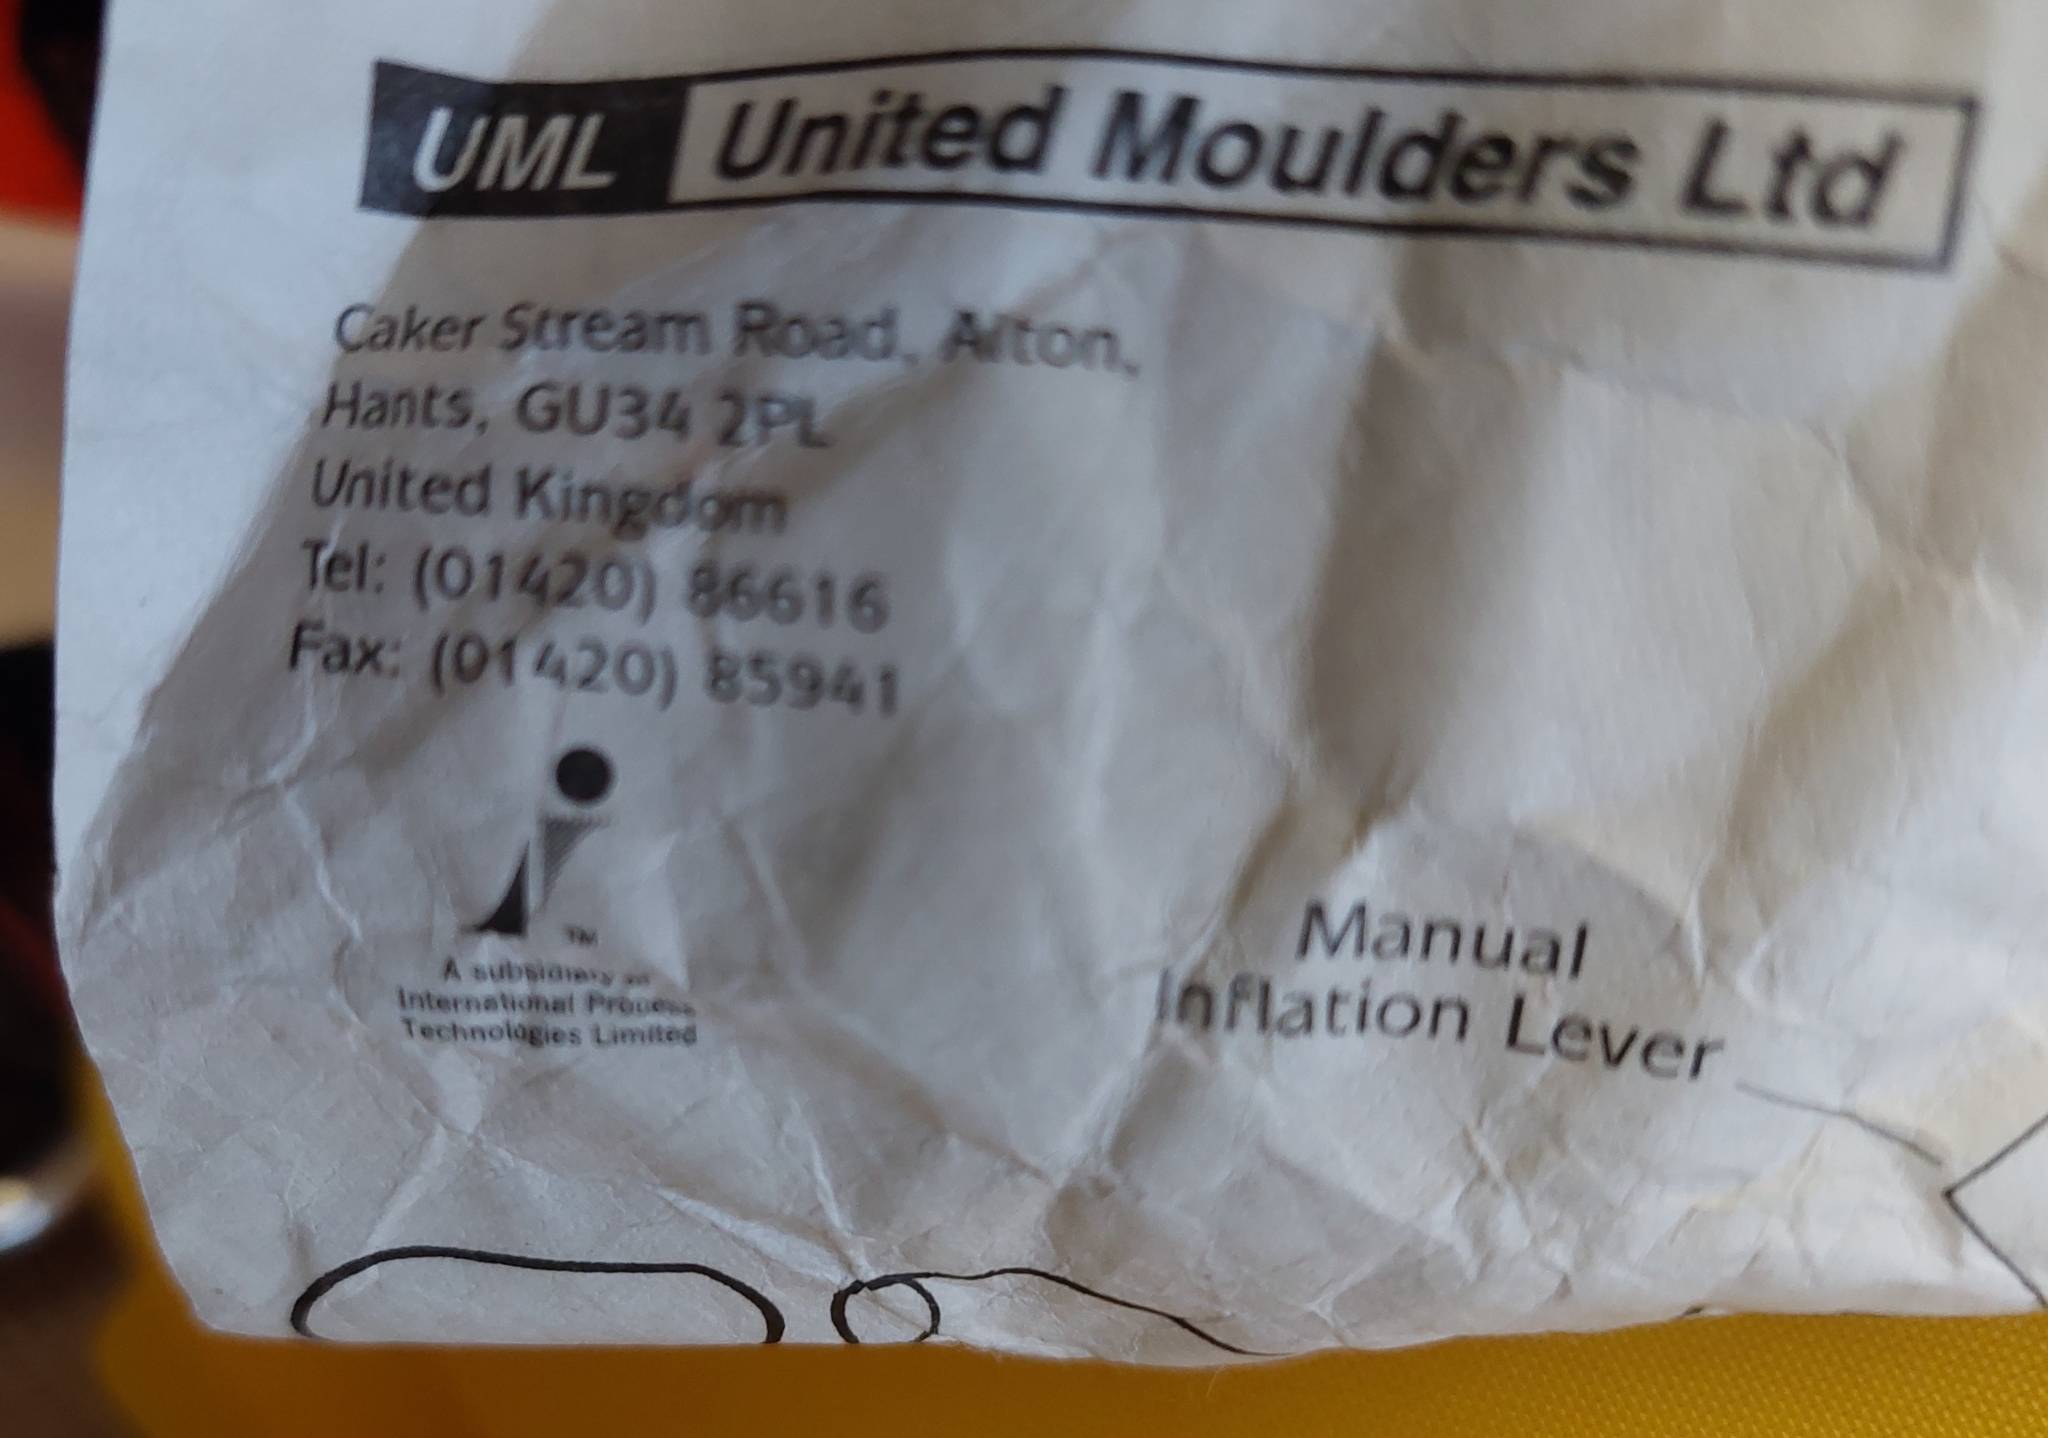 UML United Moulders Ltd
Caker Stream Road, Alton,
Hants, GU34 2PL
United Kingdom
Tel: (01420) 86616
Fax: (01420) 85941
TM
A subsidiary of
International Process
Technologies Limited
Manual
Inflation Lever